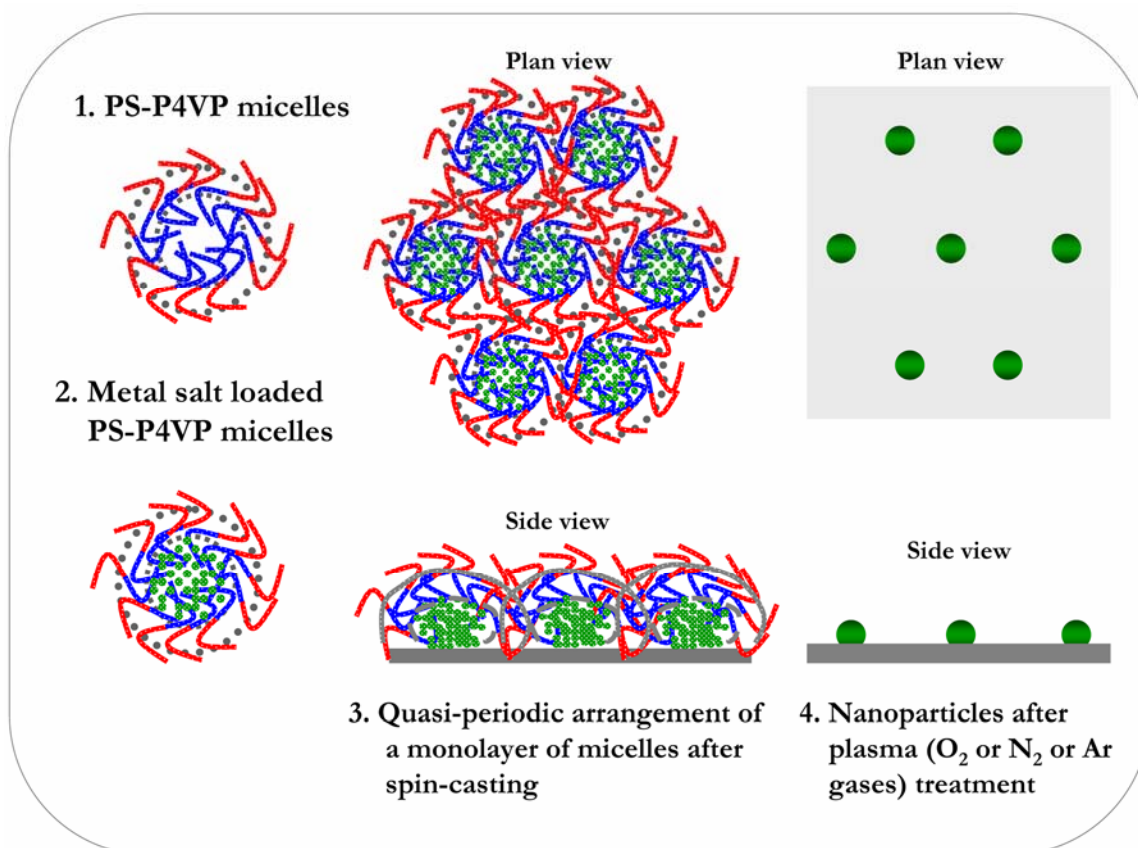 1. PS-P4VP micelles
2. Metal salt loaded
PS-P4VP micelles
Plan view
Side view
3. Quasi-periodic arrangement of
a monolayer of micelles after
spin-casting
Plan view
Side view
4. Nanoparticles after
plasma (O₂ or N₂ or Ar
gases) treatment